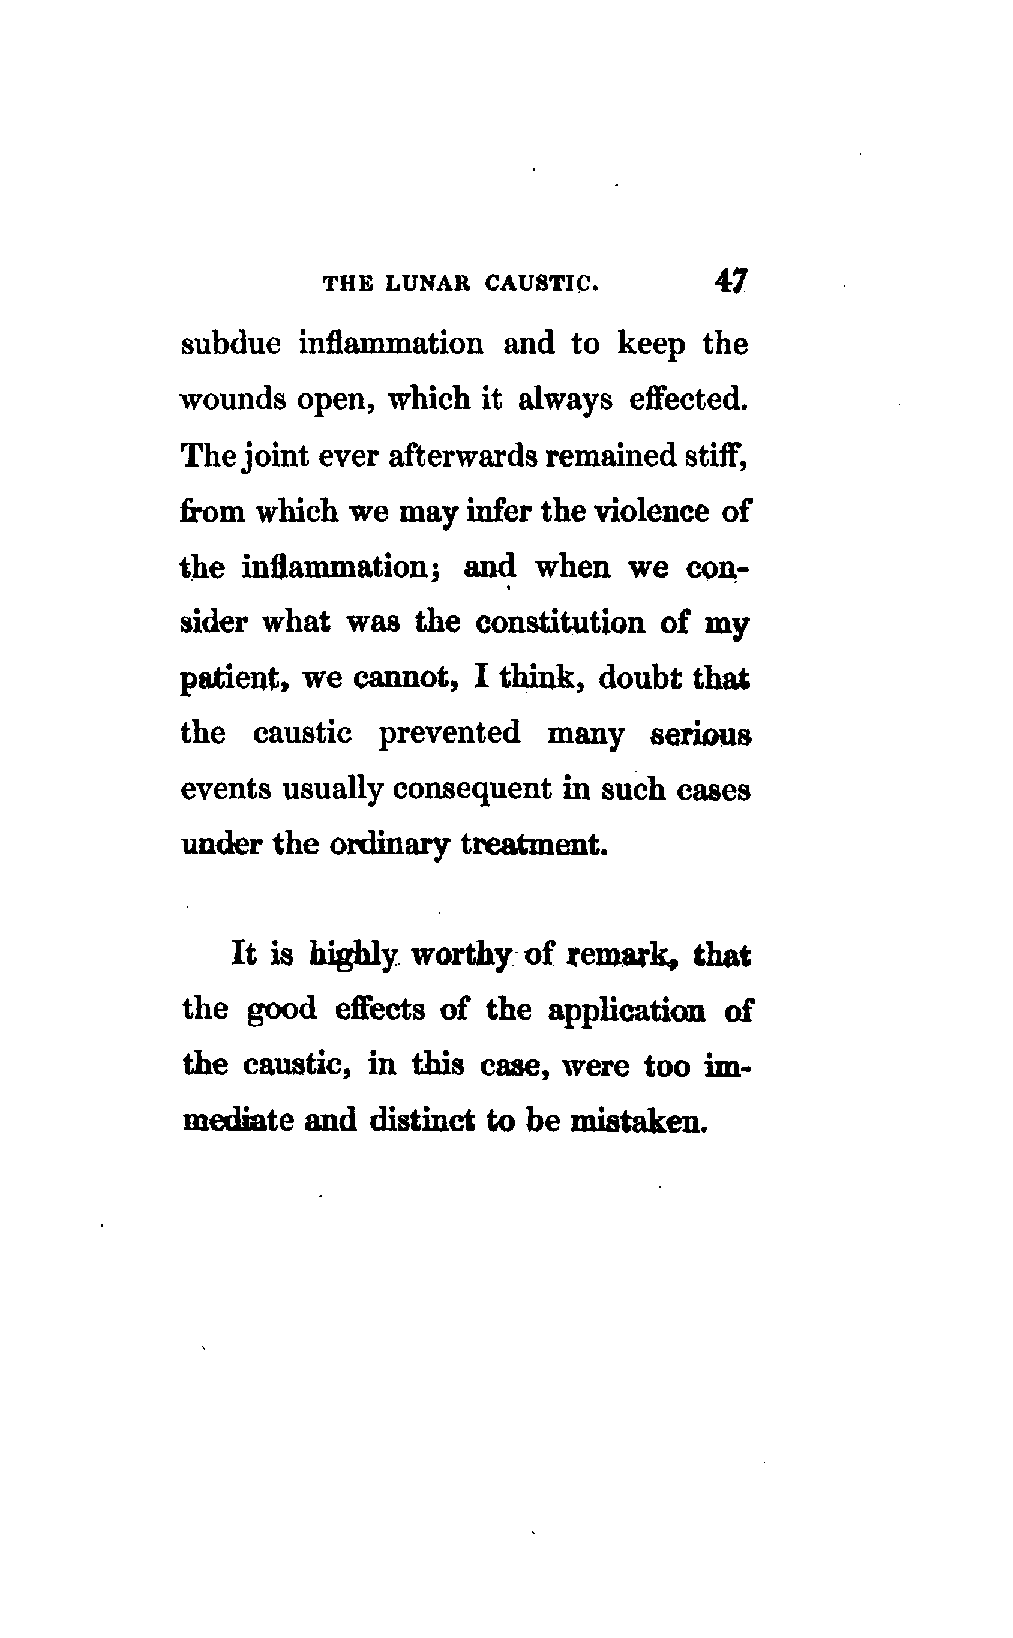 THE LUNAR CAUSTIC. 47
subdue inflammation and to keep the
wounds open, which it always effected.
The joint ever afterwards remained stiff,
from which we may infer the violence of
the inflammation; and when we con-
sider what was the constitution of my
patient, we cannot, I think, doubt that
the caustic prevented many serious
events usually consequent in such cases
under the ordinary treatment.
It is highly worthy of remark, that
the good effects of the application of
the caustic, in this case, were too im-
mediate and distinct to be mistaken.